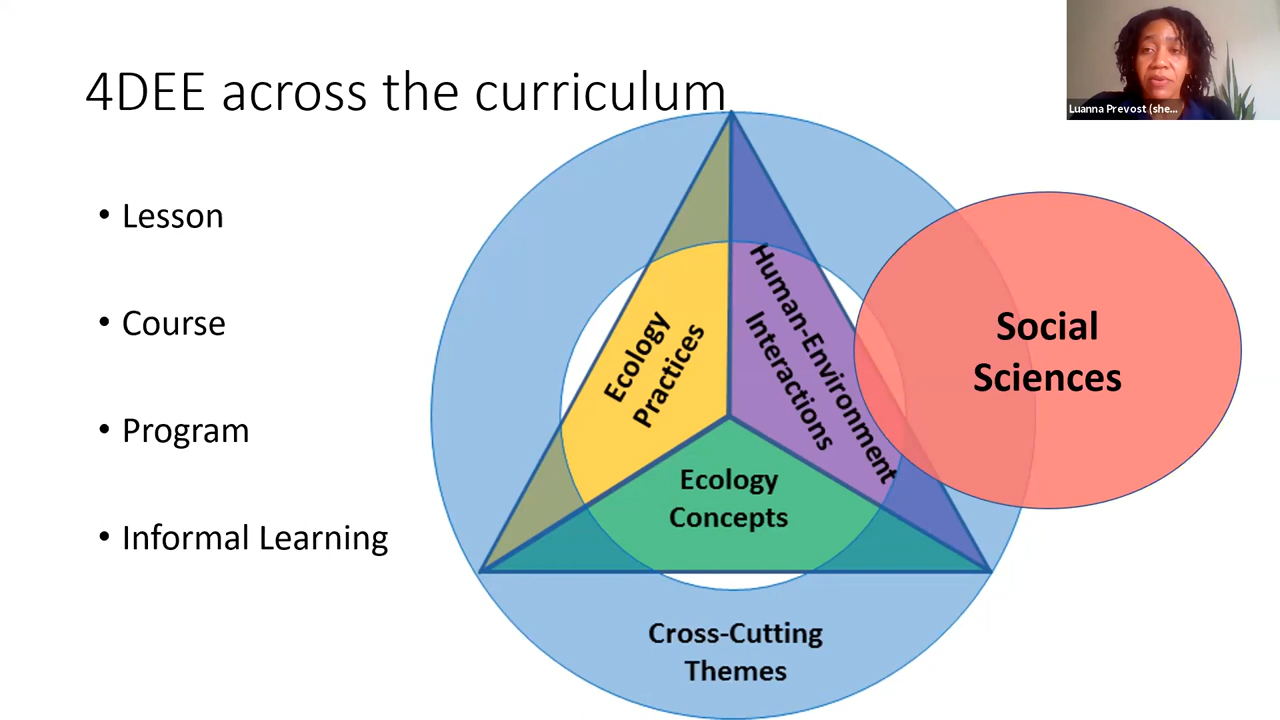 4DEE across the curriculum
Luanna Prevost (she...
• Lesson
• Course
• Program
• Informal Learning
Ecology
Practices
Human-Environment
Interactions
Ecology
Concepts
Cross-Cutting
Themes
Social
Sciences